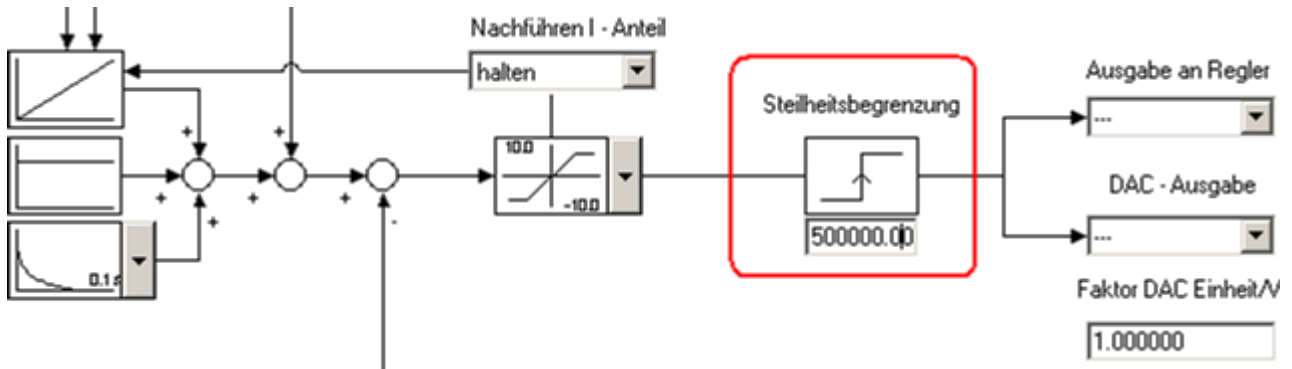 Nachführen I - Anteil
halten
Ausgabe an Regler
---
Steilheitsbegrenzung
+
+
10.0
-10.0
DAC - Ausgabe
---
+
+
+
+
-
500000.00
0.1 s
Faktor DAC Einheit/V
1.000000